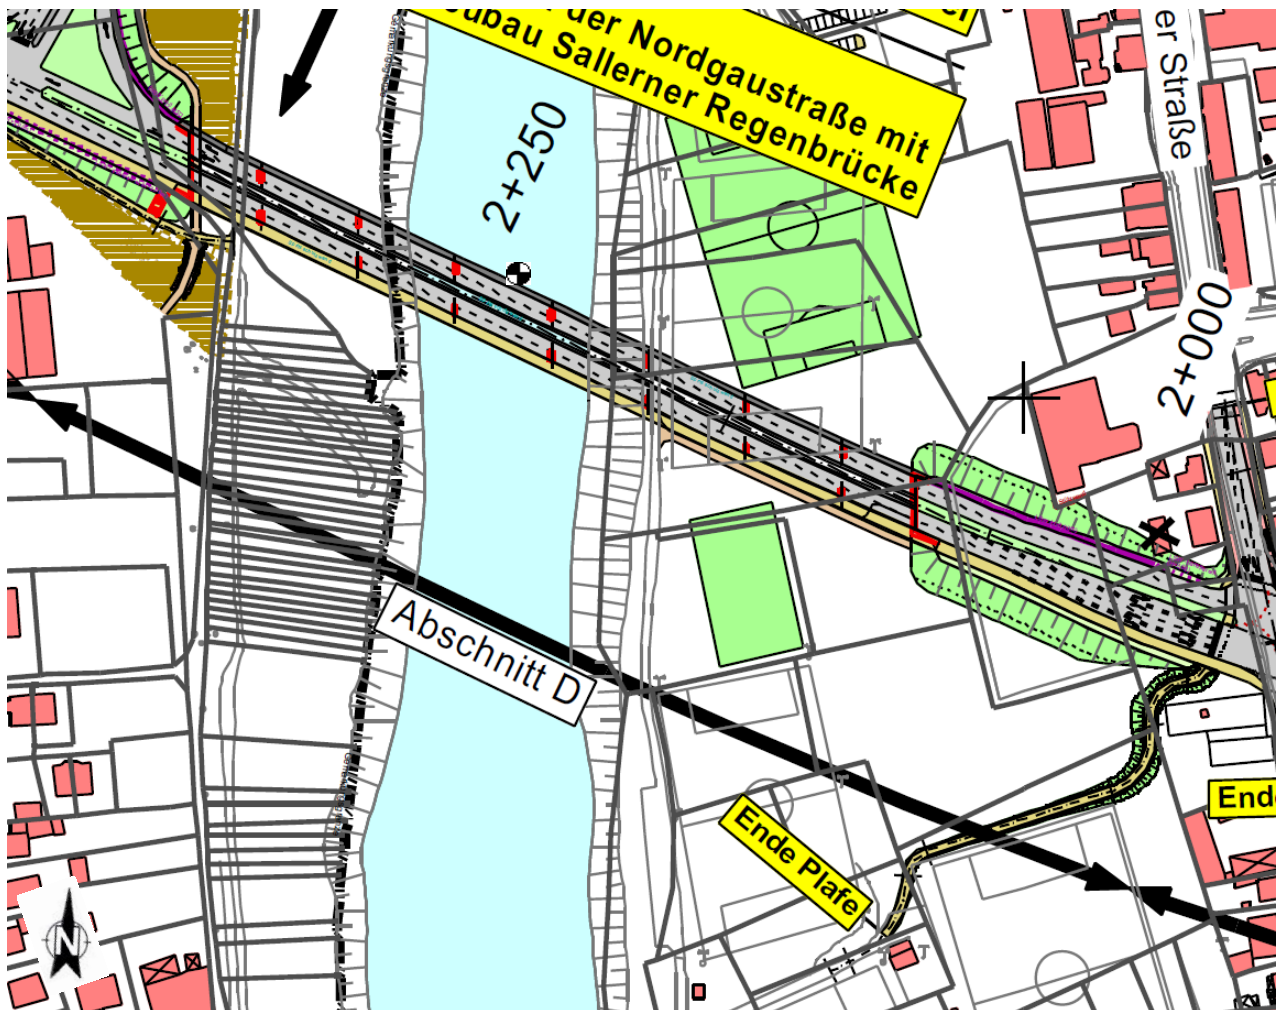 der Nordgaustraße mit
ubau Sallerner Regenbrücke
er Straße
2+250
2+000
Abschnitt D
Ende
Ende Plafe
N